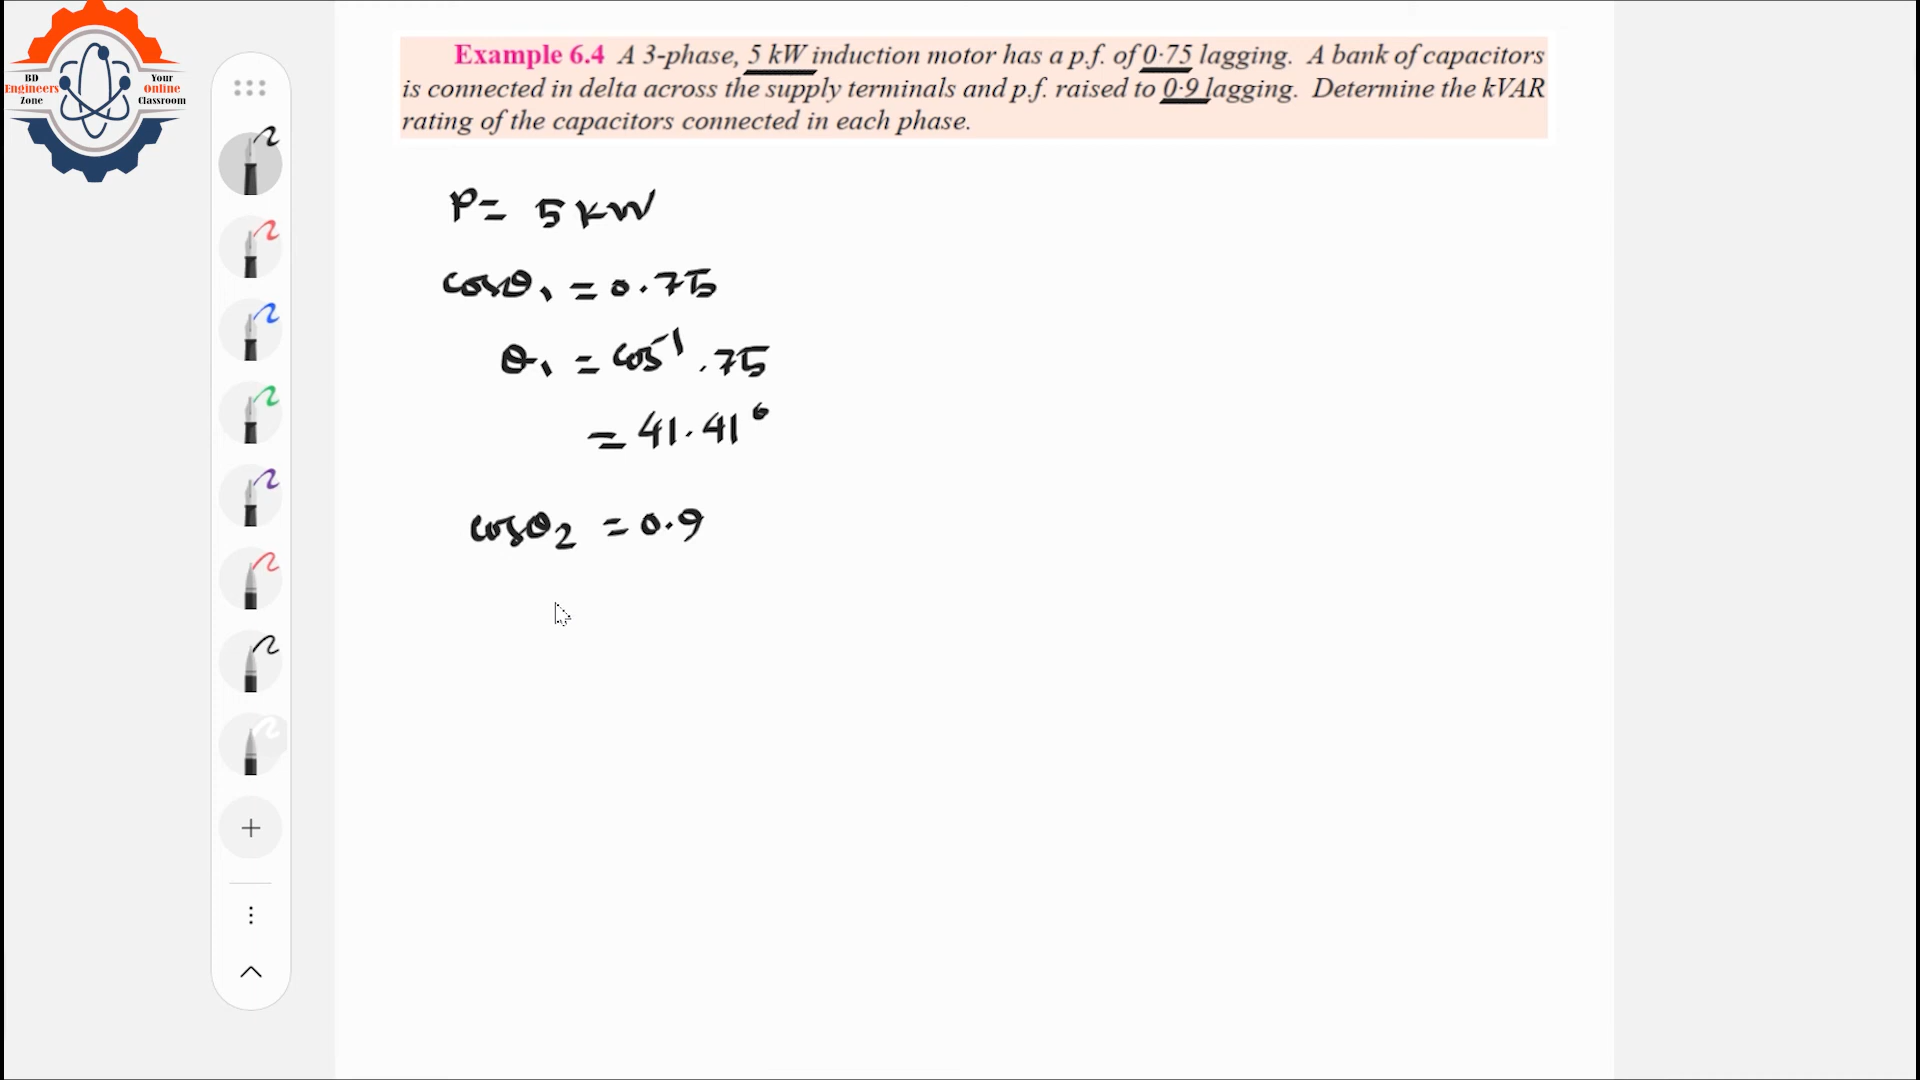 BD
Engineers
Zone
Your
Online
Classroom
Example 6.4 A 3-phase, 5 kW induction motor has a p.f. of 0·75 lagging. A bank of capacitors
is connected in delta across the supply terminals and p.f. raised to 0·9 lagging. Determine the kVAR
rating of the capacitors connected in each phase.
P= 5 kW
cosθ₁ = 0.75
θ₁ = cos⁻¹ .75
= 41.41°
cosθ₂ = 0.9